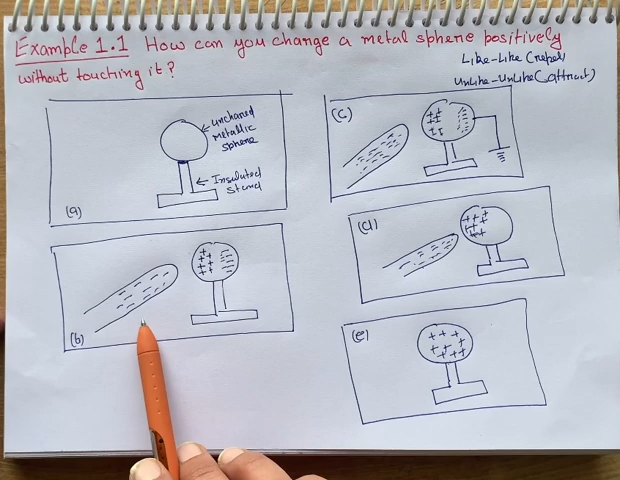 Example 1.1 How can you change a metal sphere positively
without touching it?
Like-Like (repel)
Unlike-Unlike (attract)
(a)
unchared
metallic
sphere
Insulated
Stand
(b)
(c)
(d)
(e)